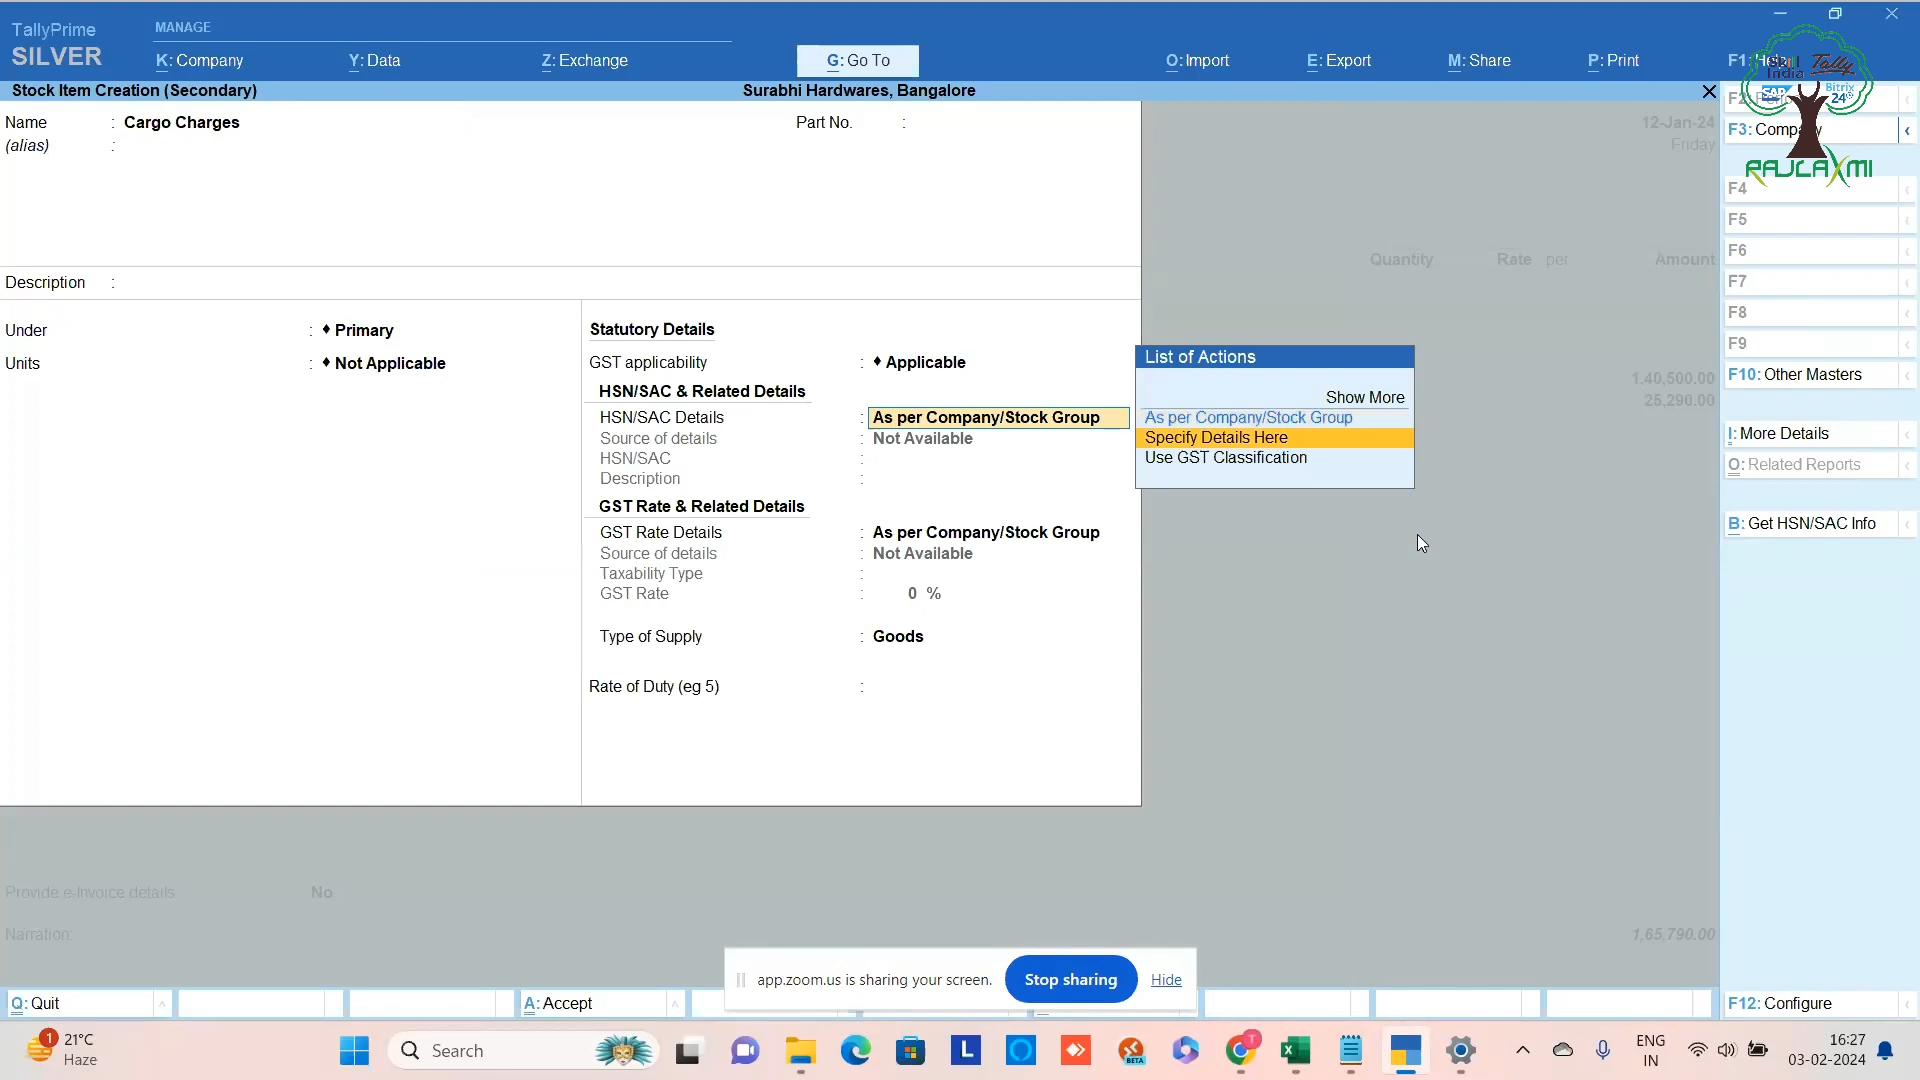 TallyPrime
SILVER
MANAGE
K: Company
Y: Data
Z: Exchange
G: Go To
O: Import
E: Export
M: Share
P: Print
F1: Help
Stock Item Creation (Secondary)
Surabhi Hardwares, Bangalore
Name : Cargo Charges
Part No. :
(alias) :
12-Jan-24
Friday
Description :
Quantity Rate per Amount
Under : ♦ Primary
Units : ♦ Not Applicable
Statutory Details
GST applicability : ♦ Applicable
HSN/SAC & Related Details
HSN/SAC Details : As per Company/Stock Group
Source of details : Not Available
HSN/SAC :
Description :
GST Rate & Related Details
GST Rate Details : As per Company/Stock Group
Source of details : Not Available
Taxability Type :
GST Rate : 0 %
Type of Supply : Goods
Rate of Duty (eg 5) :
List of Actions
Show More
As per Company/Stock Group
Specify Details Here
Use GST Classification
1,40,500.00
25,290.00
Provide e-Invoice details No
Narration:
1,65,790.00
F3: Company
F4
F5
F6
F7
F8
F9
F10: Other Masters
I: More Details
O: Related Reports
B: Get HSN/SAC Info
F12: Configure
India Tally
SAP Bitrix
24
RAJLAXMI
app.zoom.us is sharing your screen.
Stop sharing
Hide
Q: Quit
A: Accept
1
21°C
Haze
Search
L
BETA
T
ENG
IN
16:27
03-02-2024